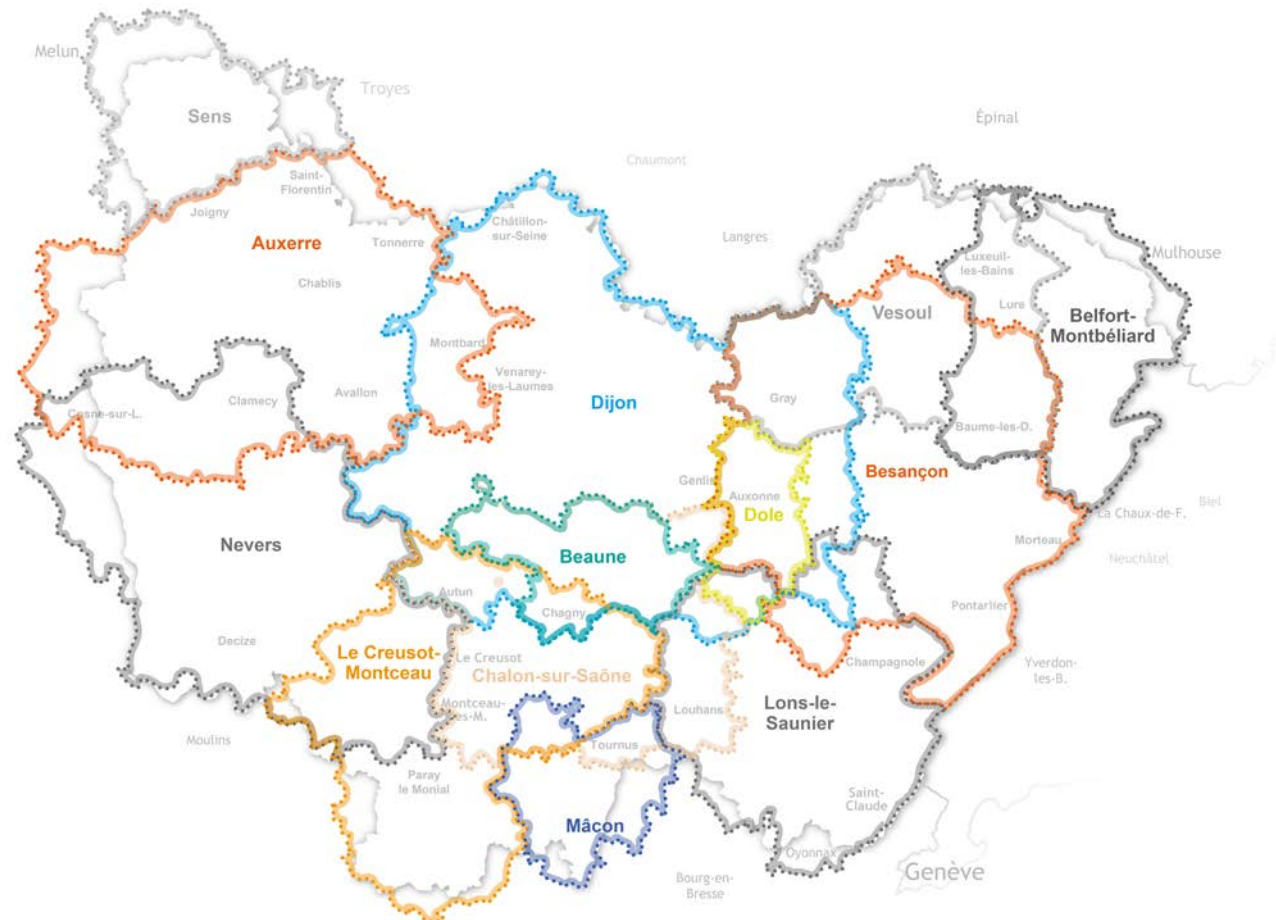 Melun
Troyes
Sens
Épinal
Chaumont
Saint-
Florentin
Joigny
Châtillon-
sur-Seine
Langres
Auxerre
Tonnerre
Mulhouse
Luxeuil-
les-Bains
Chablis
Lure
Vesoul
Belfort-
Montbéliard
Montbard
Venarey-
les-Laumes
Avallon
Clamecy
Cosne-sur-L.
Dijon
Gray
Baume-les-D.
Besançon
Genlis
Auxonne
Dole
Biel
La Chaux-de-F.
Morteau
Neuchâtel
Nevers
Beaune
Autun
Chagny
Pontarlier
Decize
Le Creusot-
Montceau
Le Creusot
Chalon-sur-Saône
Champagnole
Yverdon-
les-B.
Montceau-
les-M.
Louhans
Lons-le-
Saunier
Moulins
Tournus
Paray
le Monial
Saint-
Claude
Mâcon
Oyonnax
Bourg-en-
Bresse
Genève